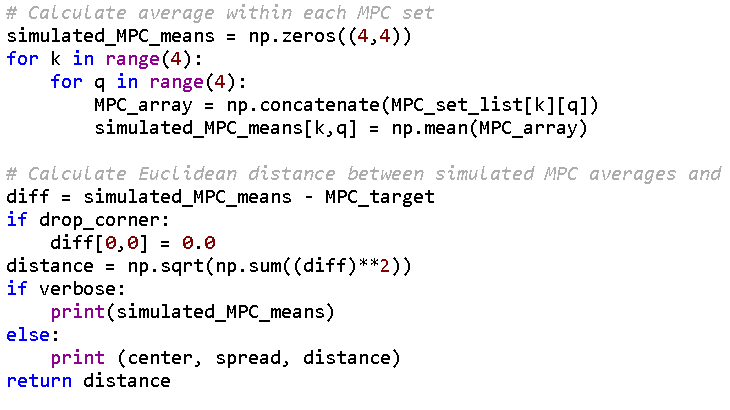 # Calculate average within each MPC set
simulated_MPC_means = np.zeros((4,4))
for k in range(4):
    for q in range(4):
        MPC_array = np.concatenate(MPC_set_list[k][q])
        simulated_MPC_means[k,q] = np.mean(MPC_array)

# Calculate Euclidean distance between simulated MPC averages and
diff = simulated_MPC_means - MPC_target
if drop_corner:
    diff[0,0] = 0.0
distance = np.sqrt(np.sum((diff)**2))
if verbose:
    print(simulated_MPC_means)
else:
    print (center, spread, distance)
return distance